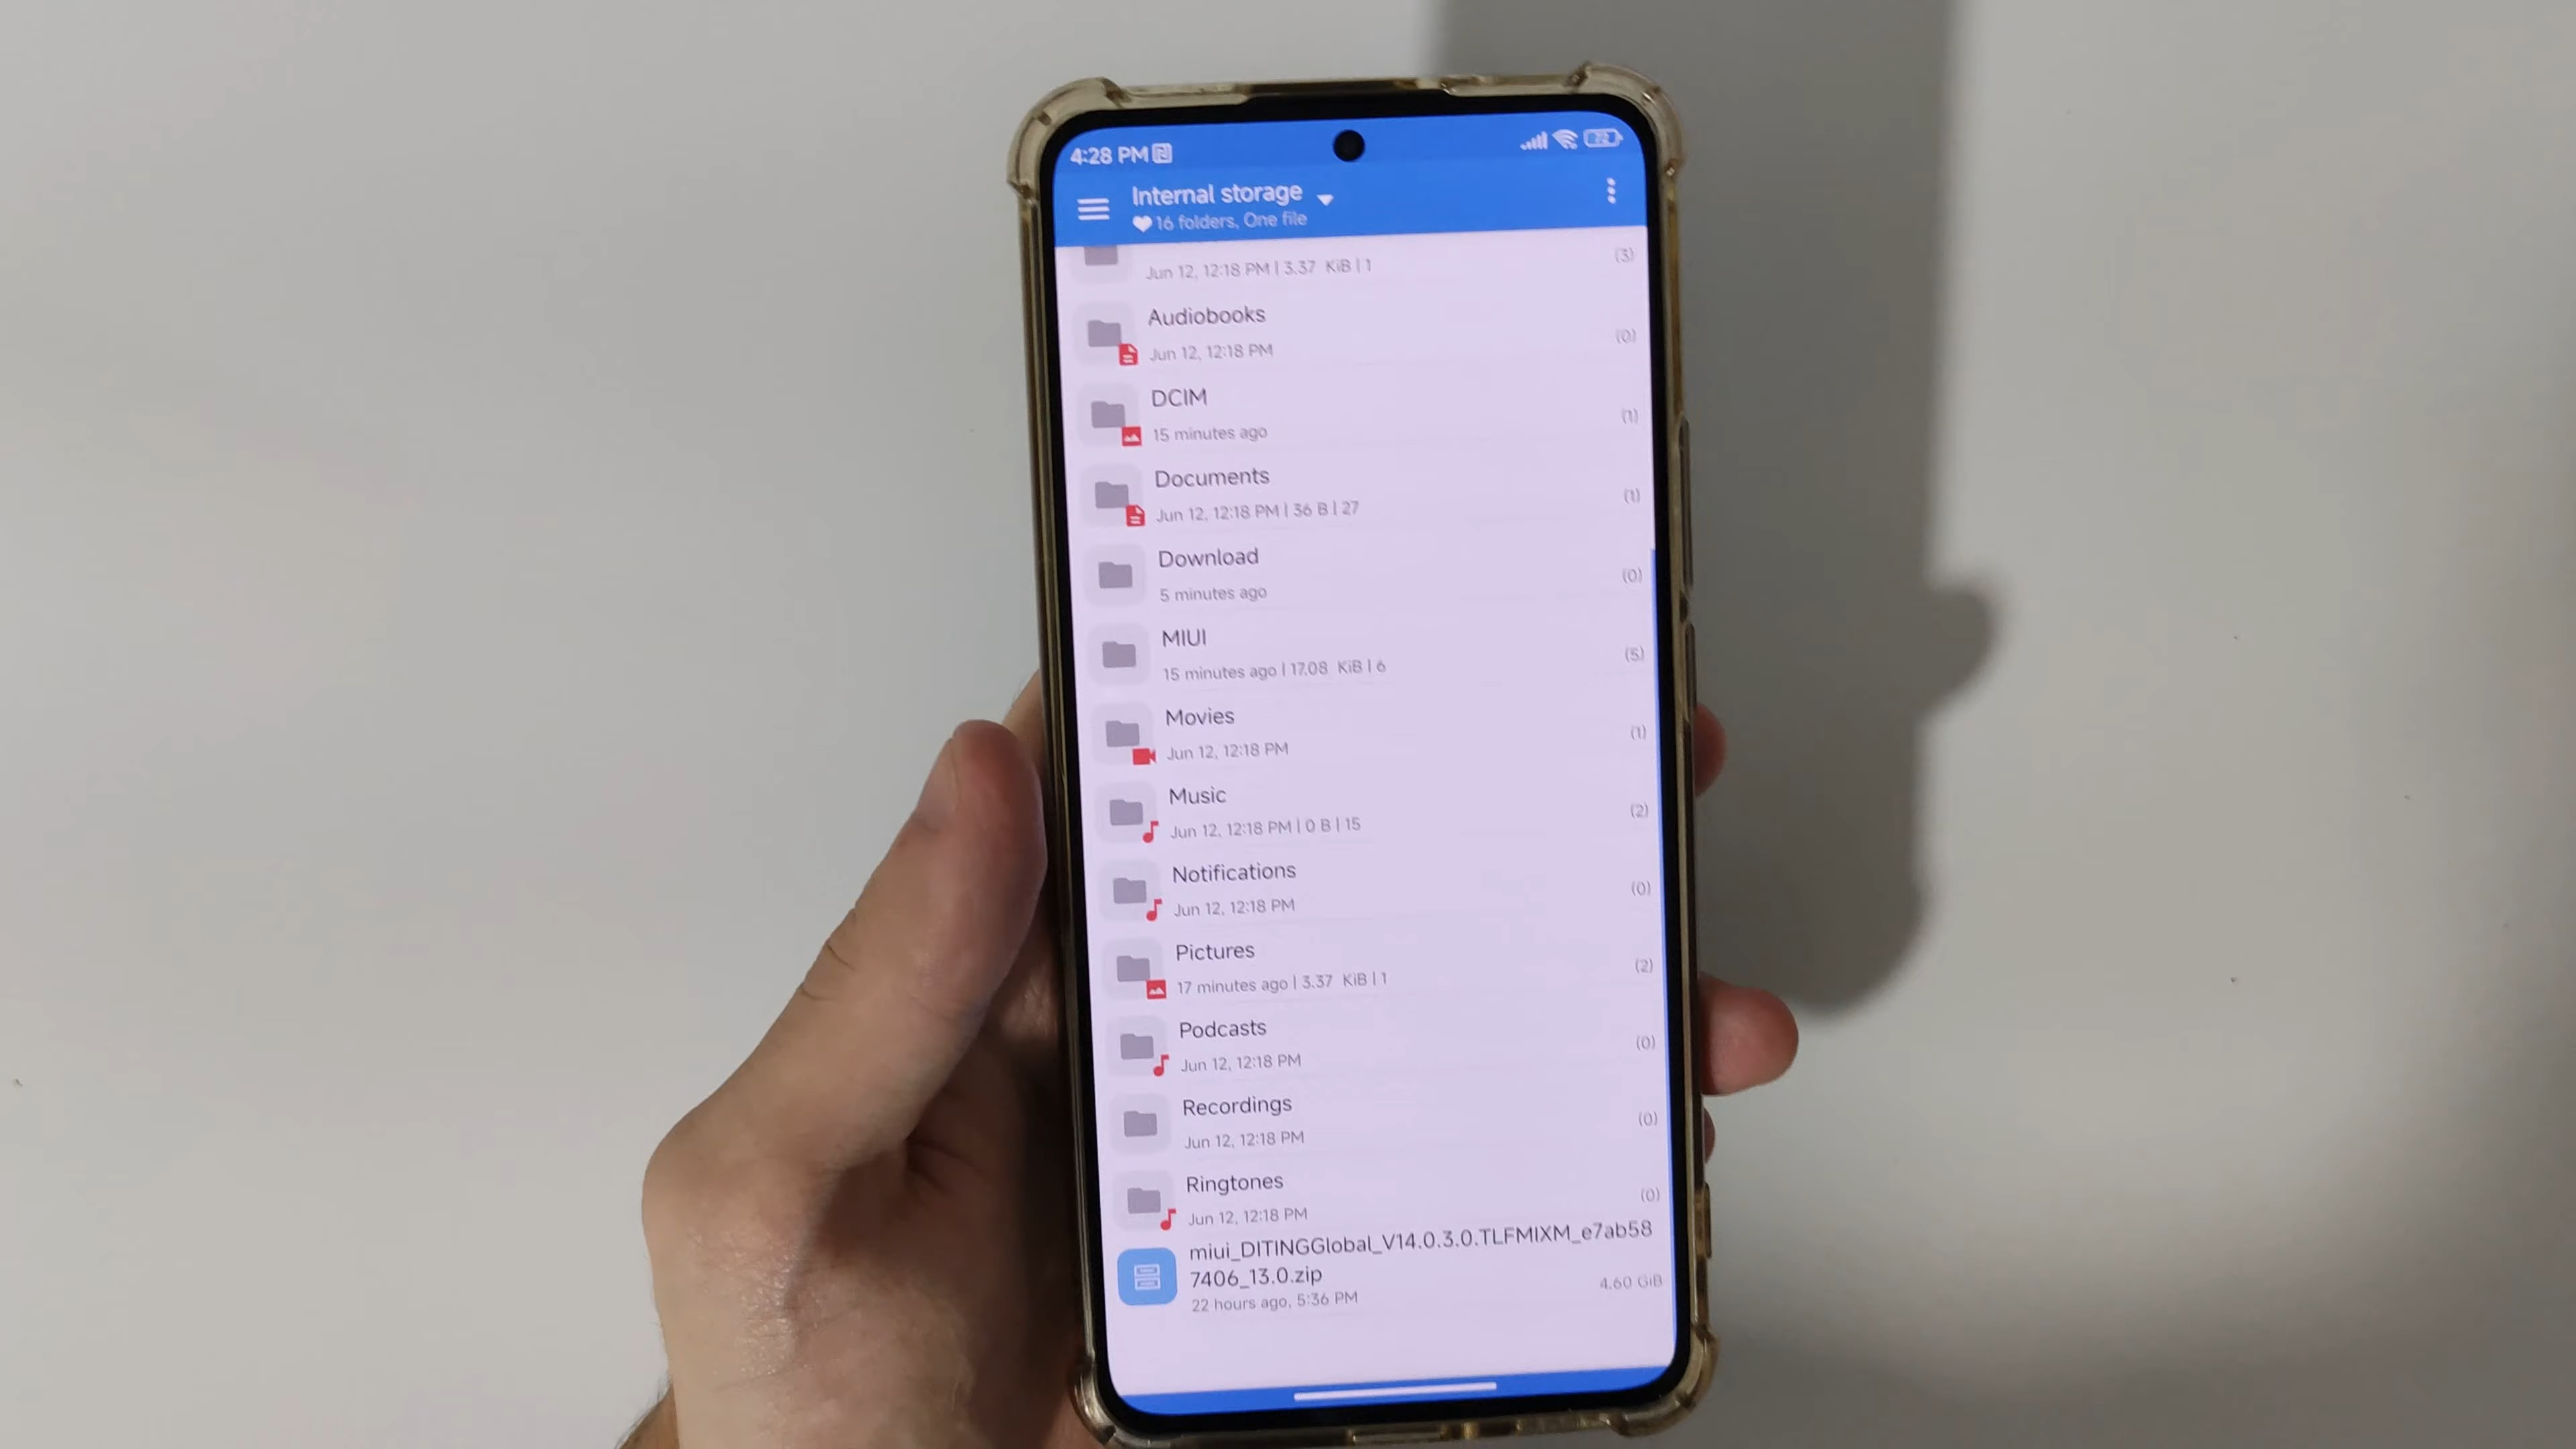 4:28 PM
72
Internal storage
16 folders, One file
Jun 12, 12:18 PM | 3.37 KiB | 1
(3)
Audiobooks
Jun 12, 12:18 PM
(0)
DCIM
15 minutes ago
(1)
Documents
Jun 12, 12:18 PM | 36 B | 27
(1)
Download
5 minutes ago
(0)
MIUI
15 minutes ago | 17.08 KiB | 6
(5)
Movies
Jun 12, 12:18 PM
(1)
Music
Jun 12, 12:18 PM | 0 B | 15
(2)
Notifications
Jun 12, 12:18 PM
(0)
Pictures
17 minutes ago | 3.37 KiB | 1
(2)
Podcasts
Jun 12, 12:18 PM
(0)
Recordings
Jun 12, 12:18 PM
(0)
Ringtones
Jun 12, 12:18 PM
(0)
miui_DITINGGlobal_V14.0.3.0.TLFMIXM_e7ab58
7406_13.0.zip
22 hours ago, 5:36 PM
4.60 GiB